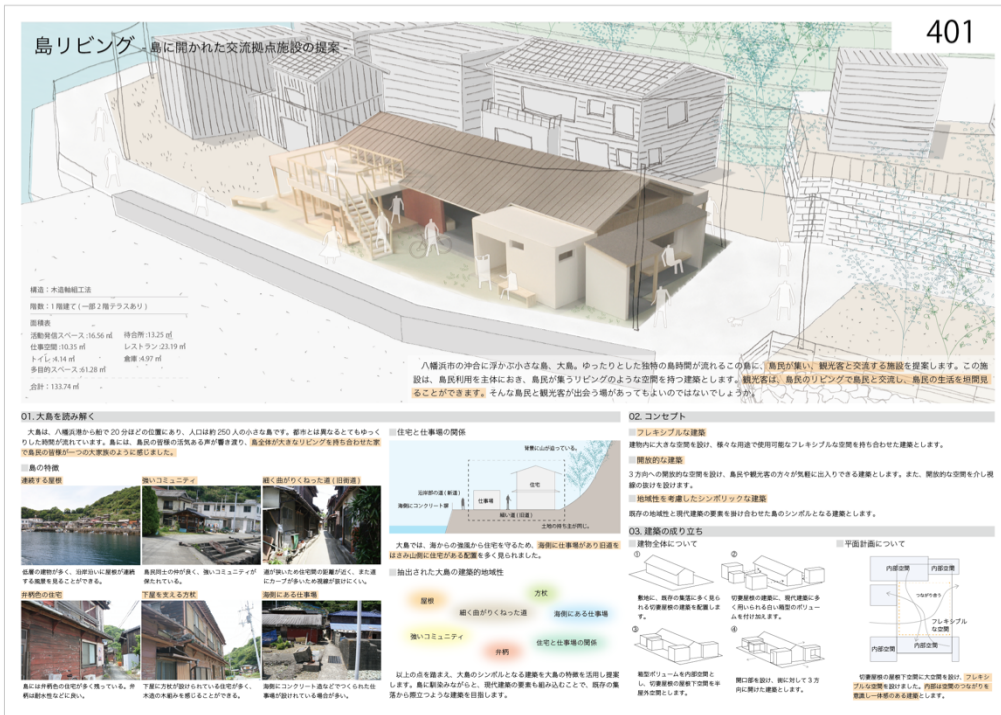 島リビング - 島に開かれた交流拠点施設の提案 -
401
構造：木造軸組工法
階数：1階建て(一部2階テラスあり)
面積表
活動発信スペース:16.56㎡ 待合所:13.25㎡
仕事空間:10.35㎡ レストラン:23.19㎡
トイレ:4.14㎡ 倉庫:4.97㎡
多目的スペース:61.28㎡
合計：133.74㎡
八幡浜市の沖合に浮かぶ小さな島、大島。ゆったりとした独特の島時間が流れるこの島に、島民が集い、観光客と交流する施設を提案します。この施
設は、島民利用を主体におき、島民が集うリビングのような空間を持つ建築とします。観光客は、島民のリビングで島民と交流し、島民の生活を垣間見
ることができます。そんな島民と観光客が出会う場があってもよいのではないでしょうか。
01.大島を読み解く
大島は、八幡浜港から船で20分ほどの位置にあり、人口は約250人の小さな島です。都市とは異なるとてもゆっく
りした時間が流れています。島には、島民の皆様の活気ある声が響き渡り、島全体が大きなリビングを持ち合わせた家
で島民の皆様が一つの大家族のように感じました。
島の特徴
連続する屋根
低層の建物が多く、沿岸沿いに屋根が連続
する風景を見ることができる。
強いコミュニティ
島民同士の仲が良く、強いコミュニティが
保たれている。
細く曲がりくねった道(旧街道)
道が狭いため住宅間の距離が近く、また道
にカーブが多いため視線が抜けにくい。
弁柄色の住宅
島には弁柄色の住宅が多く残っている。弁
柄は耐水性などに良い。
下屋を支える方杖
下屋に方杖が設けられている住宅が多く、
木造の木組みを感じることができる。
海側にある仕事場
海側にコンクリート造などでつくられた仕
事場が設けている場合が多い。
住宅と仕事場の関係
背景に山が迫っている。
住宅
沿岸部の道(新道)
海側にコンクリート塀
仕事場
細い道(旧道)
土地の持ち主が同じ。
大島では、海からの強風から住宅を守るため、海側に仕事場があり旧道を
はさみ山側に住宅がある配置を多く見られました。
抽出された大島の建築的地域性
屋根
方杖
細く曲がりくねった道
海側にある仕事場
強いコミュニティ
住宅と仕事場の関係
弁柄
以上の点を踏まえ、大島のシンボルとなる建築を大島の特徴を活用し提案
します。島に馴染みながらも、現代建築の要素も組み込むことで、既存の集
落から際立つような建築を目指します。
02.コンセプト
フレキシブルな建築
建物内に大きな空間を設け、様々な用途で使用可能なフレキシブルな空間を持ち合わせた建築とします。
開放的な建築
3方向への開放的な空間を設け、島民や観光客の方々が気軽に出入りできる建築とします。また、開放的な空間を介し視
線の抜けを設けます。
地域性を考慮したシンボリックな建築
既存の地域性と現代建築の要素を掛け合わせた島のシンボルとなる建築とします。
03.建築の成り立ち
建物全体について
①
敷地に、既存の集落に多く見ら
れる切妻屋根の建築を配置しま
す。
②
切妻屋根の建築に、現代建築に多
く用いられる白い箱型のボリュー
ムを付け加えます。
③
箱型ボリュームを内部空間と
し、切妻屋根の屋根下空間を半
屋外空間とします。
④
開口部を設け、街に対して3方
向に開けた建築とします。
平面計画について
内部空間
内部空間
つながり合う
フレキシブル
な空間
内部空間
内部空間
切妻屋根の屋根下空間に大空間を設け、フレキ
シブルな空間を設けました。内部は空間のつながりを
意識し一体感のある建築とします。